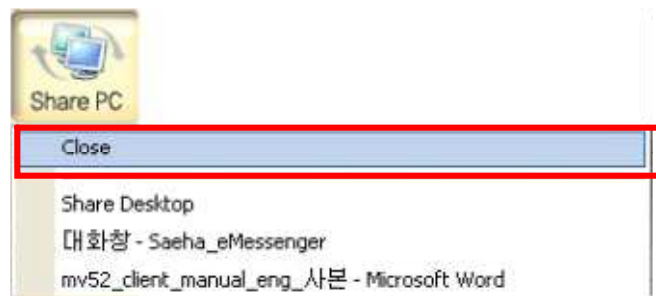 Share PC
Close
Share Desktop
대화창 - Saeha_eMessenger
mv52_client_manual_eng_사본 - Microsoft Word